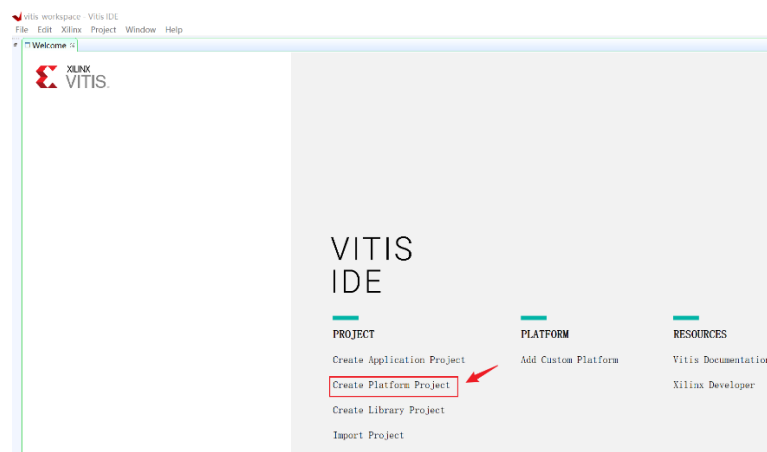 vitis workspace - Vitis IDE
File Edit Xilinx Project Window Help
Welcome
XILINX
VITIS.
VITIS
IDE
PROJECT PLATFORM RESOURCES
Create Application Project Add Custom Platform Vitis Documentation
Create Platform Project Xilinx Developer
Create Library Project
Import Project